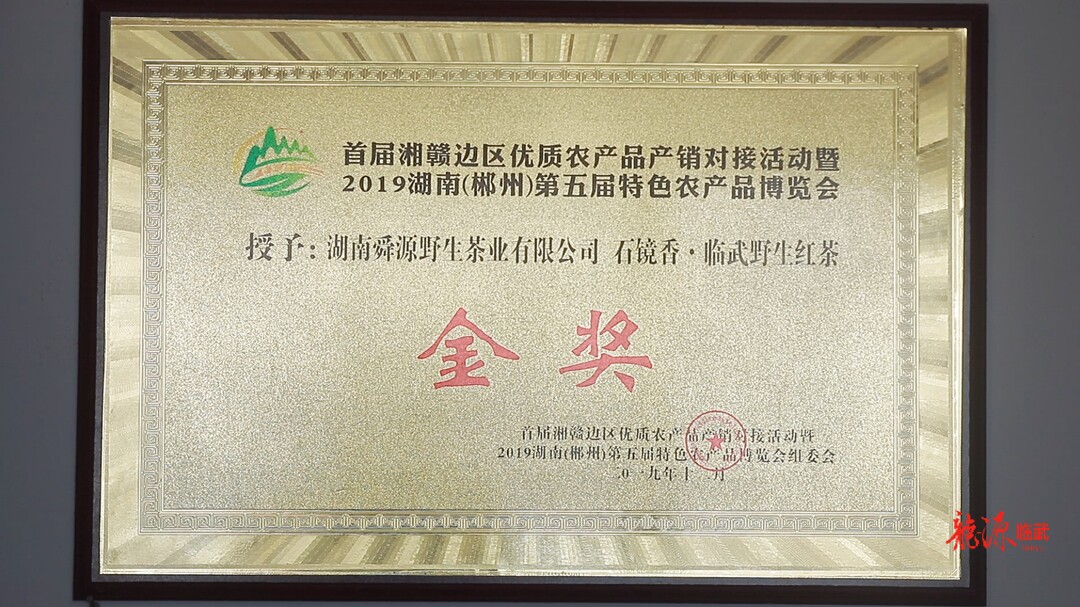 首届湘赣边区优质农产品产销对接活动暨
2019湖南(郴州)第五届特色农产品博览会
授予:湖南舜源野生茶业有限公司 石镜香·临武野生红茶
金奖
首届湘赣边区优质农产品产销对接活动暨
2019湖南(郴州)第五届特色农产品博览会组委会
二〇一九年十一月
龙源临武